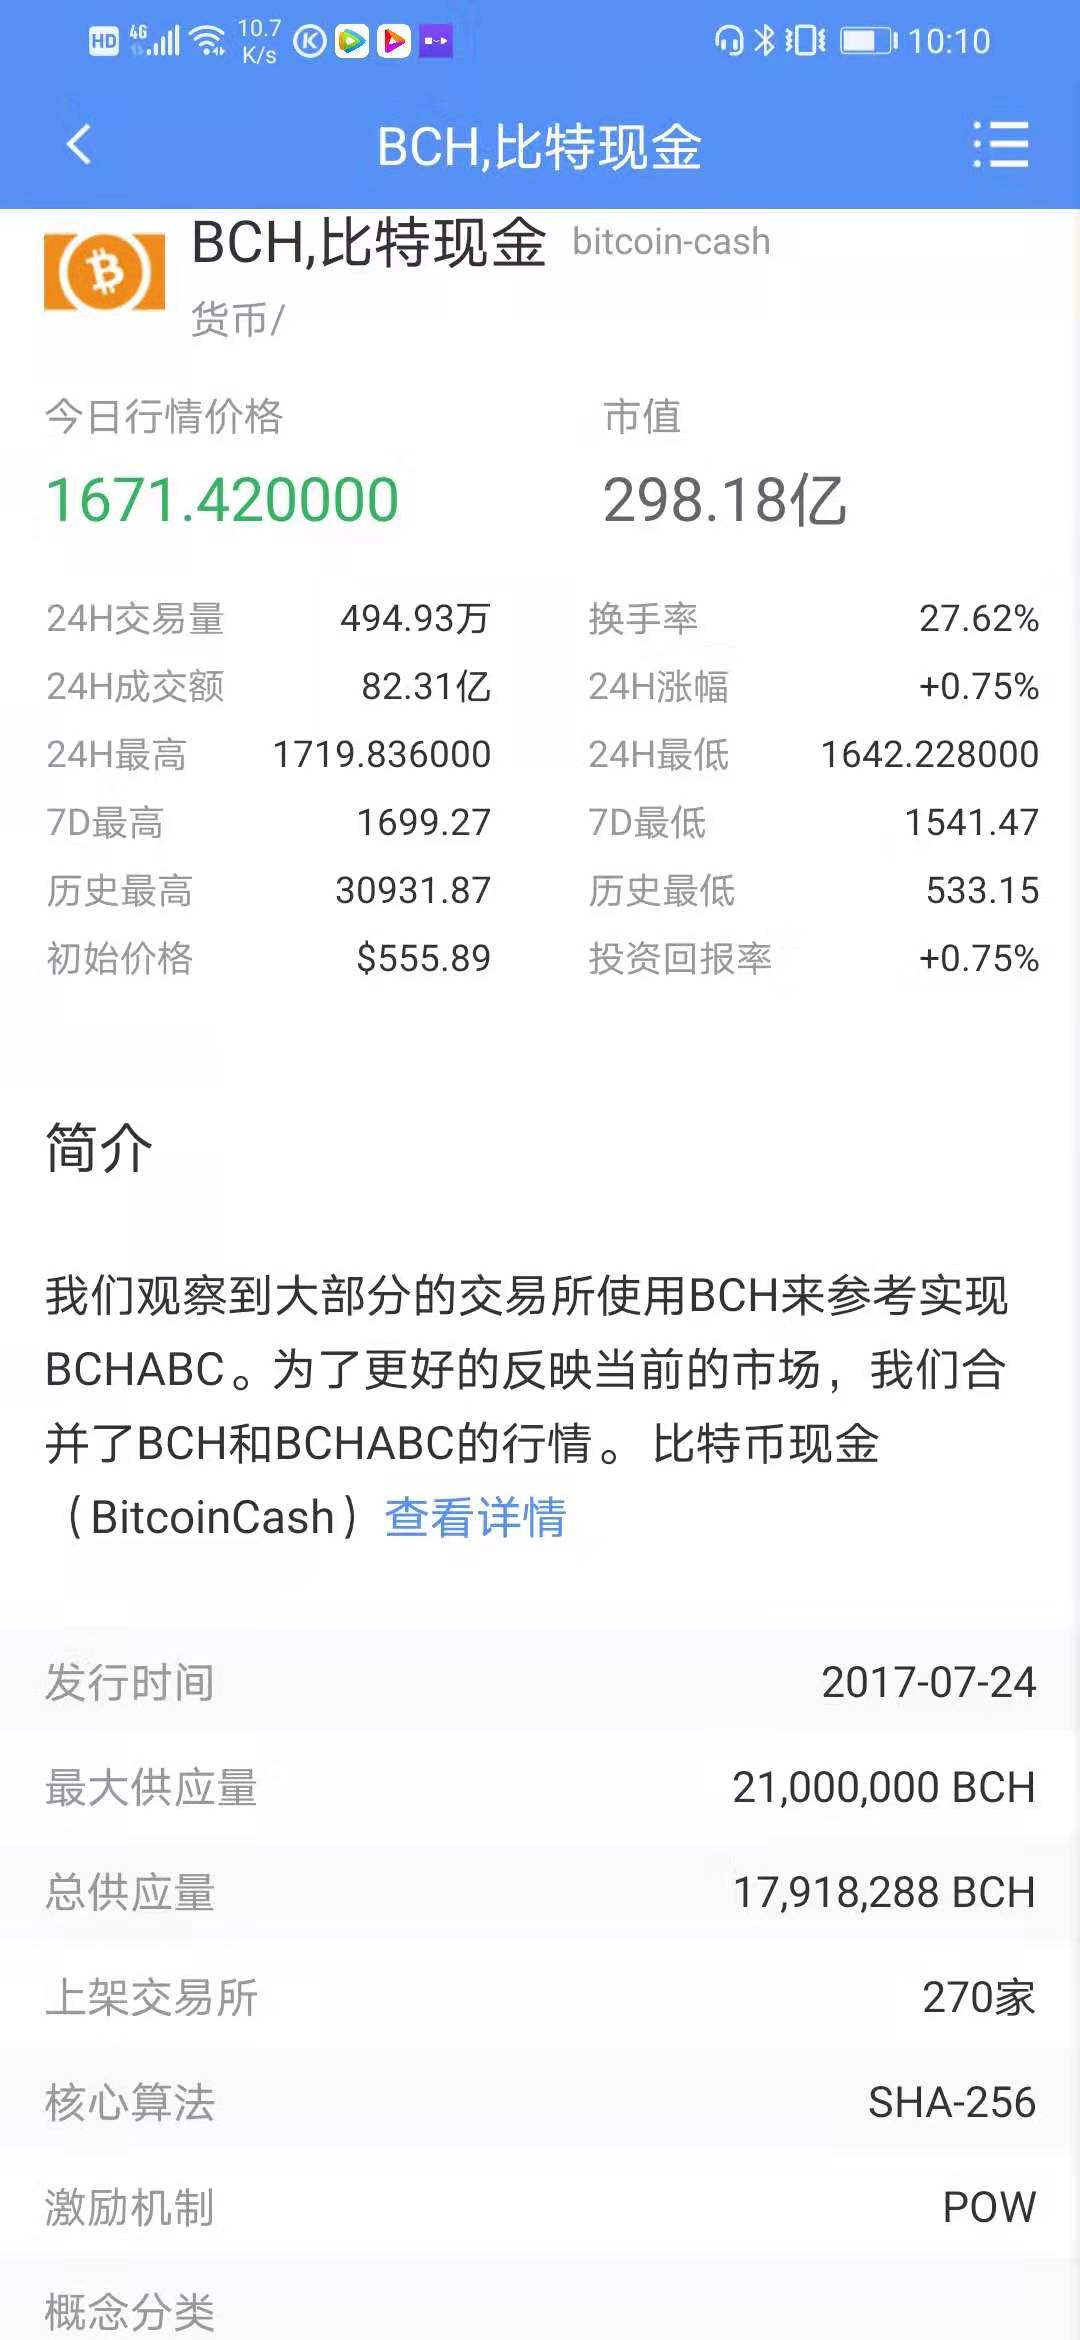 HD 4G 10.7 K/s 10:10
BCH,比特现金
BCH,比特现金 bitcoin-cash
货币/
今日行情价格 市值
1671.420000 298.18亿
24H交易量 494.93万 换手率 27.62%
24H成交额 82.31亿 24H涨幅 +0.75%
24H最高 1719.836000 24H最低 1642.228000
7D最高 1699.27 7D最低 1541.47
历史最高 30931.87 历史最低 533.15
初始价格 $555.89 投资回报率 +0.75%
简介
我们观察到大部分的交易所使用BCH来参考实现
BCHABC。为了更好的反映当前的市场，我们合
并了BCH和BCHABC的行情。 比特币现金
（BitcoinCash）查看详情
发行时间 2017-07-24
最大供应量 21,000,000 BCH
总供应量 17,918,288 BCH
上架交易所 270家
核心算法 SHA-256
激励机制 POW
概念分类